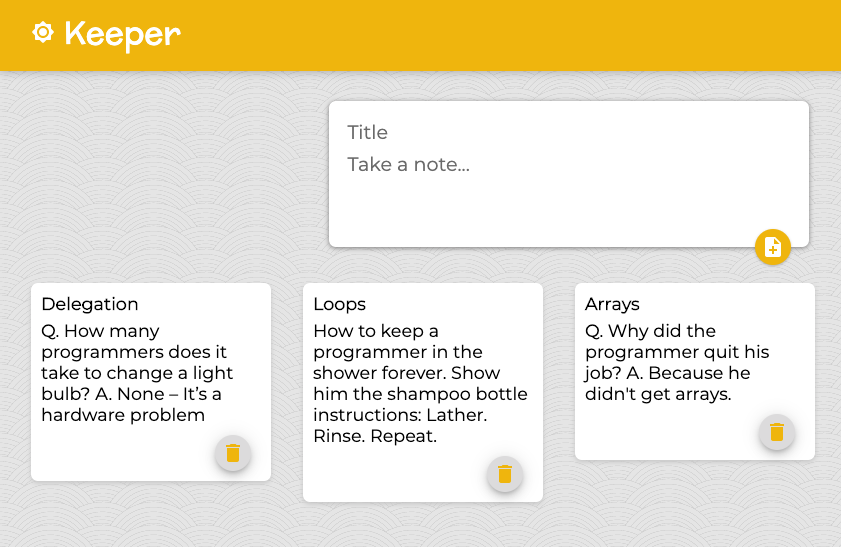 Keeper
Title
Take a note...
Delegation
Q. How many
programmers does it
take to change a light
bulb? A. None – It’s a
hardware problem
Loops
How to keep a
programmer in the
shower forever. Show
him the shampoo bottle
instructions: Lather.
Rinse. Repeat.
Arrays
Q. Why did the
programmer quit his
job? A. Because he
didn't get arrays.